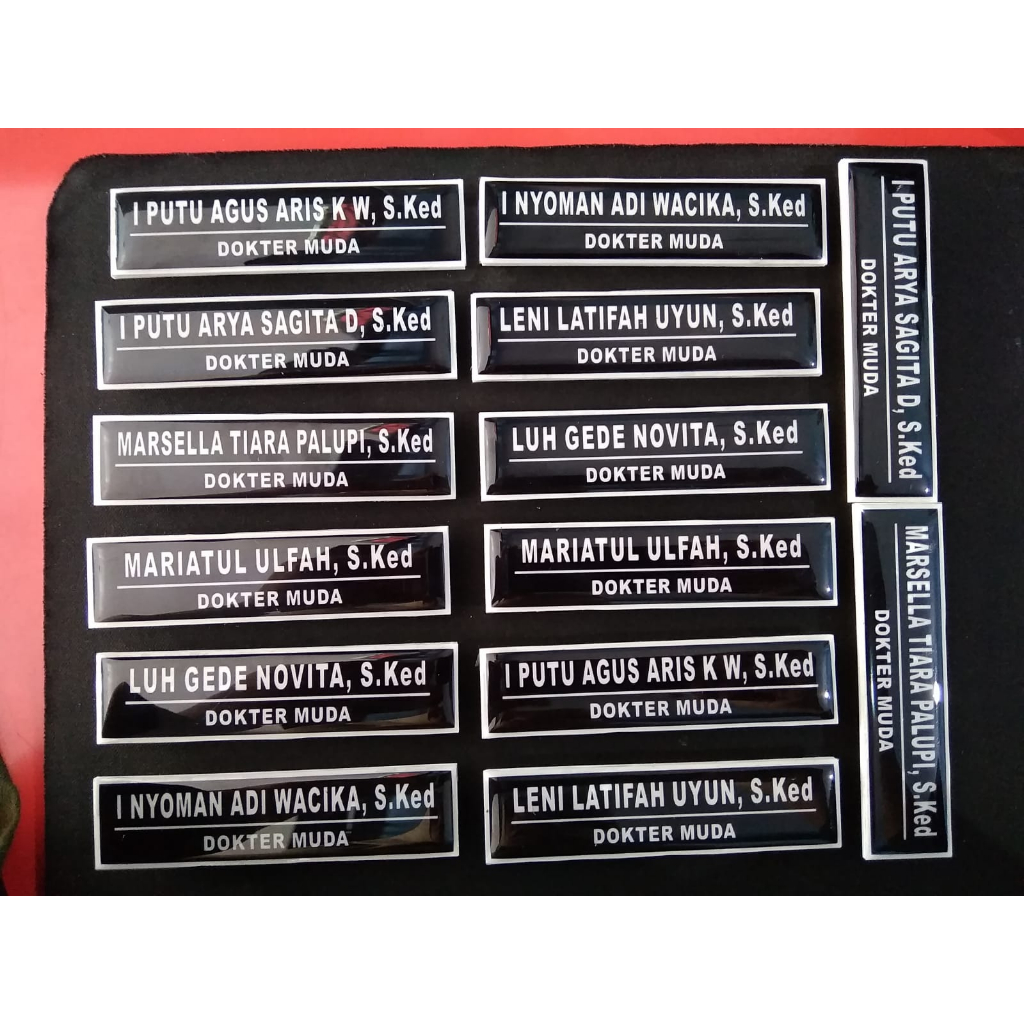 I PUTU AGUS ARIS K W, S.Ked
DOKTER MUDA
I PUTU ARYA SAGITA D, S.Ked
DOKTER MUDA
MARSELLA TIARA PALUPI, S.Ked
DOKTER MUDA
MARIATUL ULFAH, S.Ked
DOKTER MUDA
LUH GEDE NOVITA, S.Ked
DOKTER MUDA
I NYOMAN ADI WACIKA, S.Ked
DOKTER MUDA
I NYOMAN ADI WACIKA, S.Ked
DOKTER MUDA
LENI LATIFAH UYUN, S.Ked
DOKTER MUDA
LUH GEDE NOVITA, S.Ked
DOKTER MUDA
MARIATUL ULFAH, S.Ked
DOKTER MUDA
I PUTU AGUS ARIS K W, S.Ked
DOKTER MUDA
LENI LATIFAH UYUN, S.Ked
DOKTER MUDA
I PUTU ARYA SAGITA D, S.Ked
DOKTER MUDA
MARSELLA TIARA PALUPI, S.Ked
DOKTER MUDA